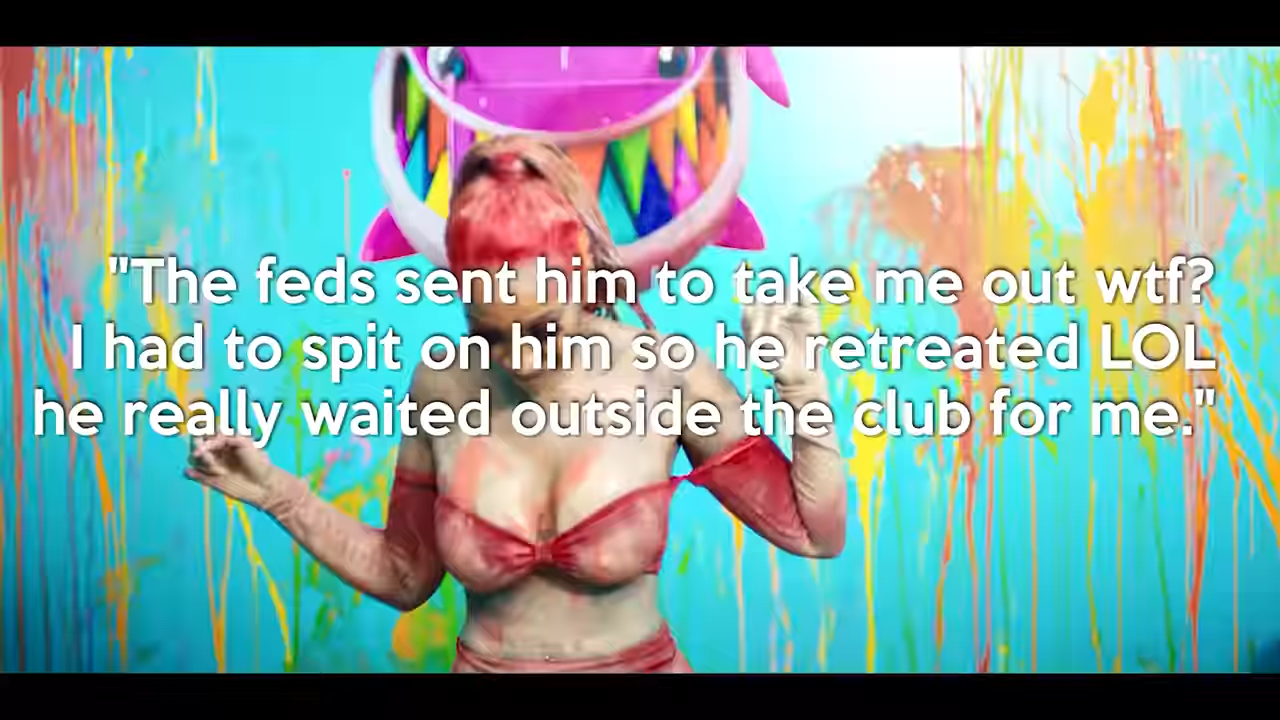 "The feds sent him to take me out wtf?
I had to spit on him so he retreated LOL
he really waited outside the club for me."